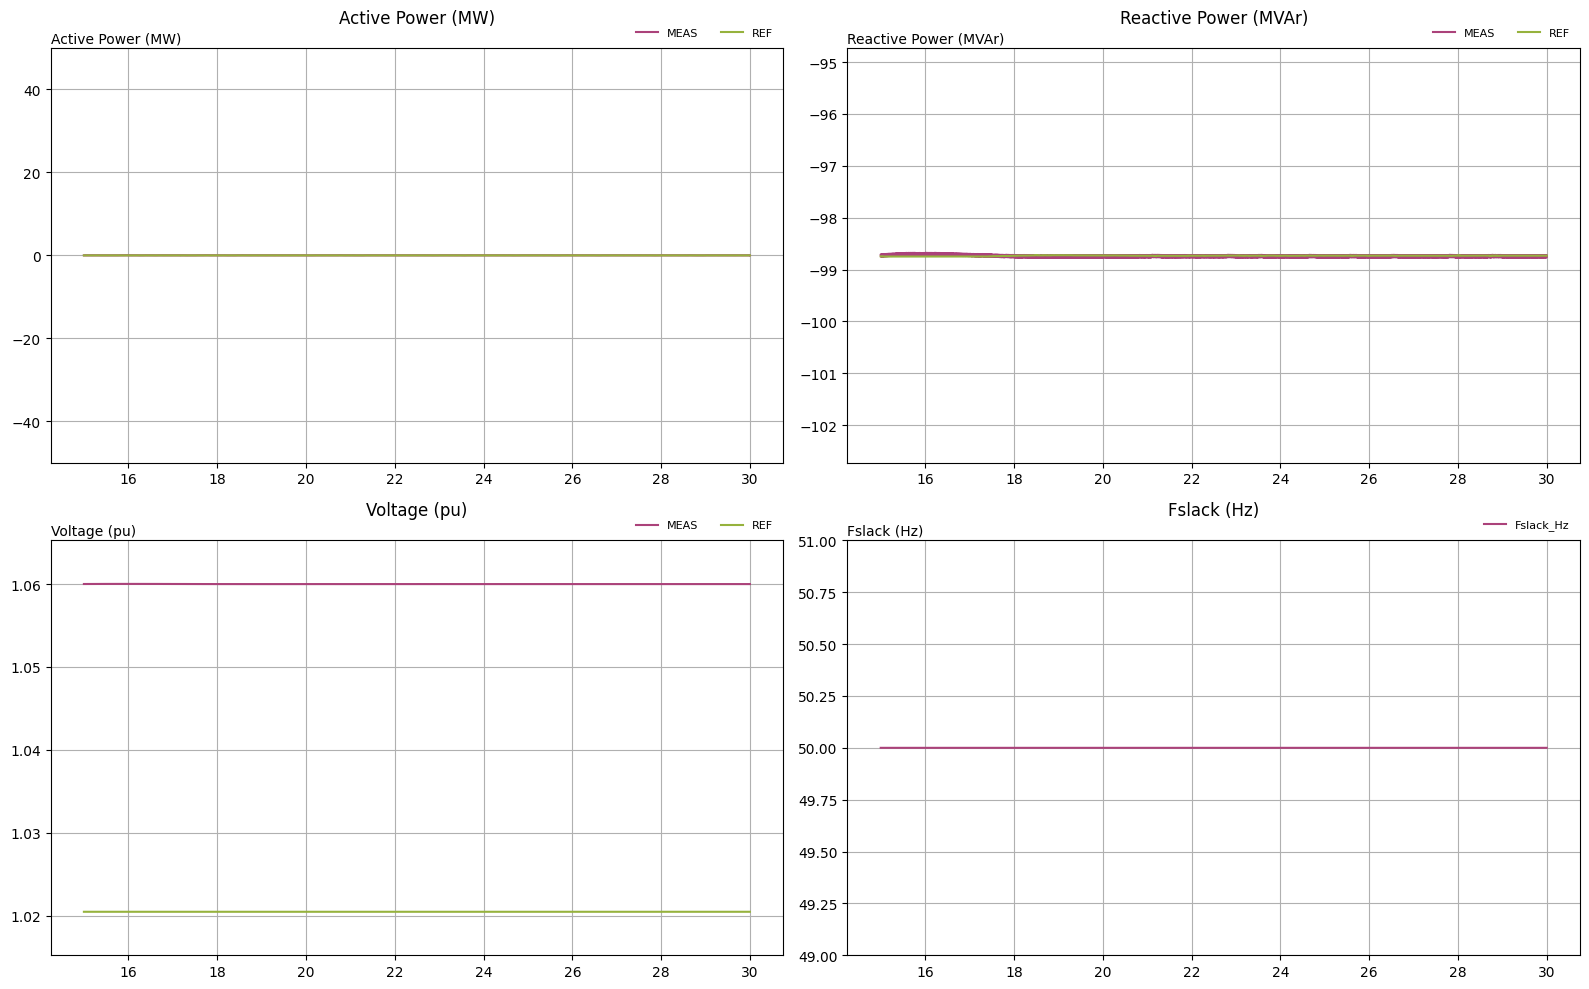 Active Power (MW)
Active Power (MW)
MEAS REF
40
20
0
−20
−40
16 18 20 22 24 26 28 30
Reactive Power (MVAr)
Reactive Power (MVAr)
MEAS REF
−95
−96
−97
−98
−99
−100
−101
−102
16 18 20 22 24 26 28 30
Voltage (pu)
Voltage (pu)
MEAS REF
1.06
1.05
1.04
1.03
1.02
16 18 20 22 24 26 28 30
Fslack (Hz)
Fslack (Hz)
Fslack_Hz
51.00
50.75
50.50
50.25
50.00
49.75
49.50
49.25
49.00
16 18 20 22 24 26 28 30